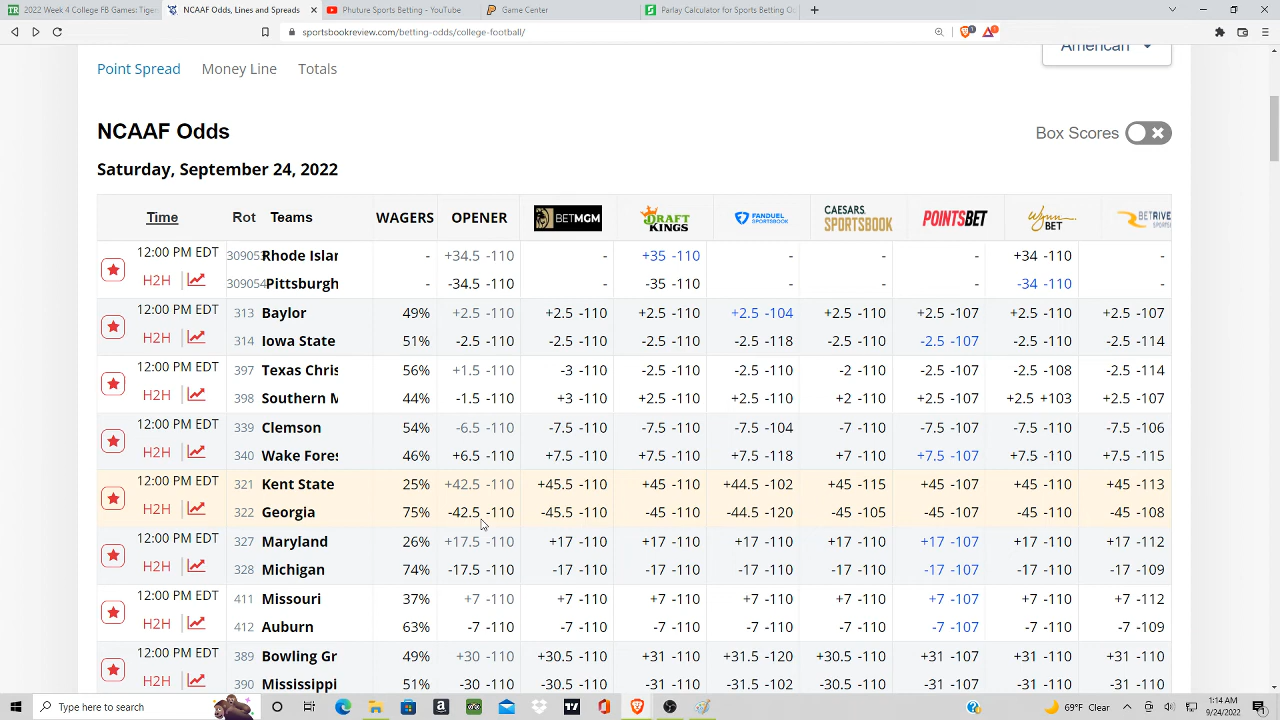 2022 Week 4 College FB Games: Tiger
NCAAF Odds, Lines and Spreads
Phuture Sports Betting - YouTube
Game Center
Parlay Calculator for Sports Betting O
sportsbookreview.com/betting-odds/college-football/
American
Point Spread Money Line Totals
NCAAF Odds
Box Scores
Saturday, September 24, 2022
Time Rot Teams WAGERS OPENER BETMGM DRAFT KINGS FANDUEL SPORTSBOOK CAESARS SPORTSBOOK POINTSBET Wynn BET BETRIVE SPORTS
12:00 PM EDT 309053 Rhode Islan - +34.5 -110 - +35 -110 - - - +34 -110 -
H2H 309054 Pittsburgh - -34.5 -110 - -35 -110 - - - -34 -110 -
12:00 PM EDT 313 Baylor 49% +2.5 -110 +2.5 -110 +2.5 -110 +2.5 -104 +2.5 -110 +2.5 -107 +2.5 -110 +2.5 -107
H2H 314 Iowa State 51% -2.5 -110 -2.5 -110 -2.5 -110 -2.5 -118 -2.5 -110 -2.5 -107 -2.5 -110 -2.5 -114
12:00 PM EDT 397 Texas Chris 56% +1.5 -110 -3 -110 -2.5 -110 -2.5 -110 -2 -110 -2.5 -107 -2.5 -108 -2.5 -114
H2H 398 Southern M 44% -1.5 -110 +3 -110 +2.5 -110 +2.5 -110 +2 -110 +2.5 -107 +2.5 +103 +2.5 -107
12:00 PM EDT 339 Clemson 54% -6.5 -110 -7.5 -110 -7.5 -110 -7.5 -104 -7 -110 -7.5 -107 -7.5 -110 -7.5 -106
H2H 340 Wake Fores 46% +6.5 -110 +7.5 -110 +7.5 -110 +7.5 -118 +7 -110 +7.5 -107 +7.5 -110 +7.5 -115
12:00 PM EDT 321 Kent State 25% +42.5 -110 +45.5 -110 +45 -110 +44.5 -102 +45 -115 +45 -107 +45 -110 +45 -113
H2H 322 Georgia 75% -42.5 -110 -45.5 -110 -45 -110 -44.5 -120 -45 -105 -45 -107 -45 -110 -45 -108
12:00 PM EDT 327 Maryland 26% +17.5 -110 +17 -110 +17 -110 +17 -110 +17 -110 +17 -107 +17 -110 +17 -112
H2H 328 Michigan 74% -17.5 -110 -17 -110 -17 -110 -17 -110 -17 -110 -17 -107 -17 -110 -17 -109
12:00 PM EDT 411 Missouri 37% +7 -110 +7 -110 +7 -110 +7 -110 +7 -110 +7 -107 +7 -110 +7 -112
H2H 412 Auburn 63% -7 -110 -7 -110 -7 -110 -7 -110 -7 -110 -7 -107 -7 -110 -7 -109
12:00 PM EDT 389 Bowling Gr 49% +30 -110 +30.5 -110 +31 -110 +31.5 -120 +30.5 -110 +31 -107 +31 -110 +31 -110
H2H 390 Mississippi 51% -30 -110 -30.5 -110 -31 -110 -31.5 -102 -30.5 -110 -31 -107 -31 -110 -31 -110
Type here to search
69°F Clear
1:14 AM
9/24/2022